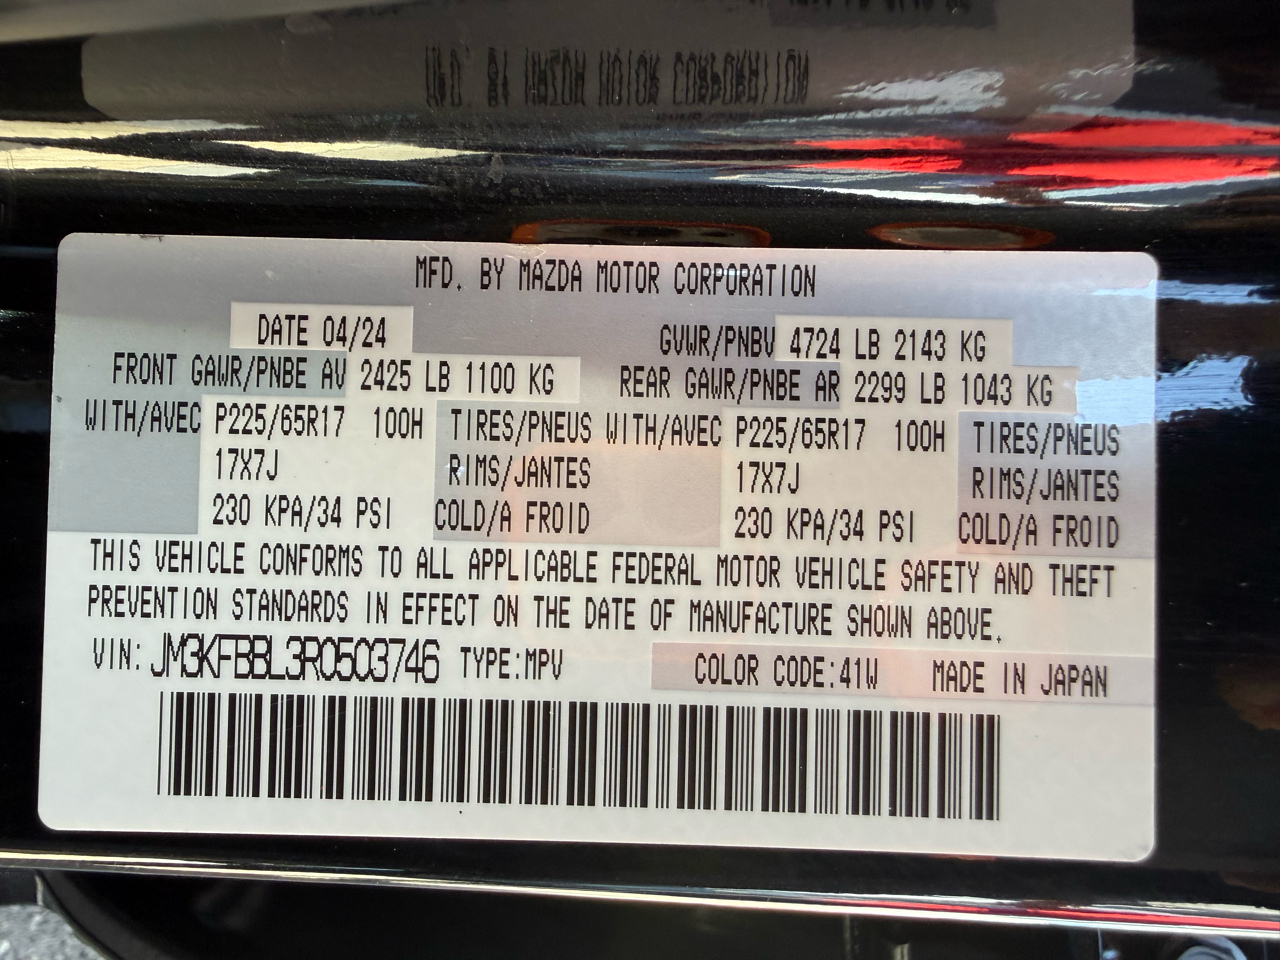 MFD. BY MAZDA MOTOR CORPORATION
DATE 04/24 GVWR/PNBV 4724 LB 2143 KG
FRONT GAWR/PNBE AV 2425 LB 1100 KG REAR GAWR/PNBE AR 2299 LB 1043 KG
WITH/AVEC P225/65R17 100H TIRES/PNEUS WITH/AVEC P225/65R17 100H TIRES/PNEUS
17X7J RIMS/JANTES 17X7J RIMS/JANTES
230 KPA/34 PSI COLD/A FROID 230 KPA/34 PSI COLD/A FROID
THIS VEHICLE CONFORMS TO ALL APPLICABLE FEDERAL MOTOR VEHICLE SAFETY AND THEFT
PREVENTION STANDARDS IN EFFECT ON THE DATE OF MANUFACTURE SHOWN ABOVE.
VIN: JM3KFBBL3R0503746 TYPE:MPV COLOR CODE:41W MADE IN JAPAN